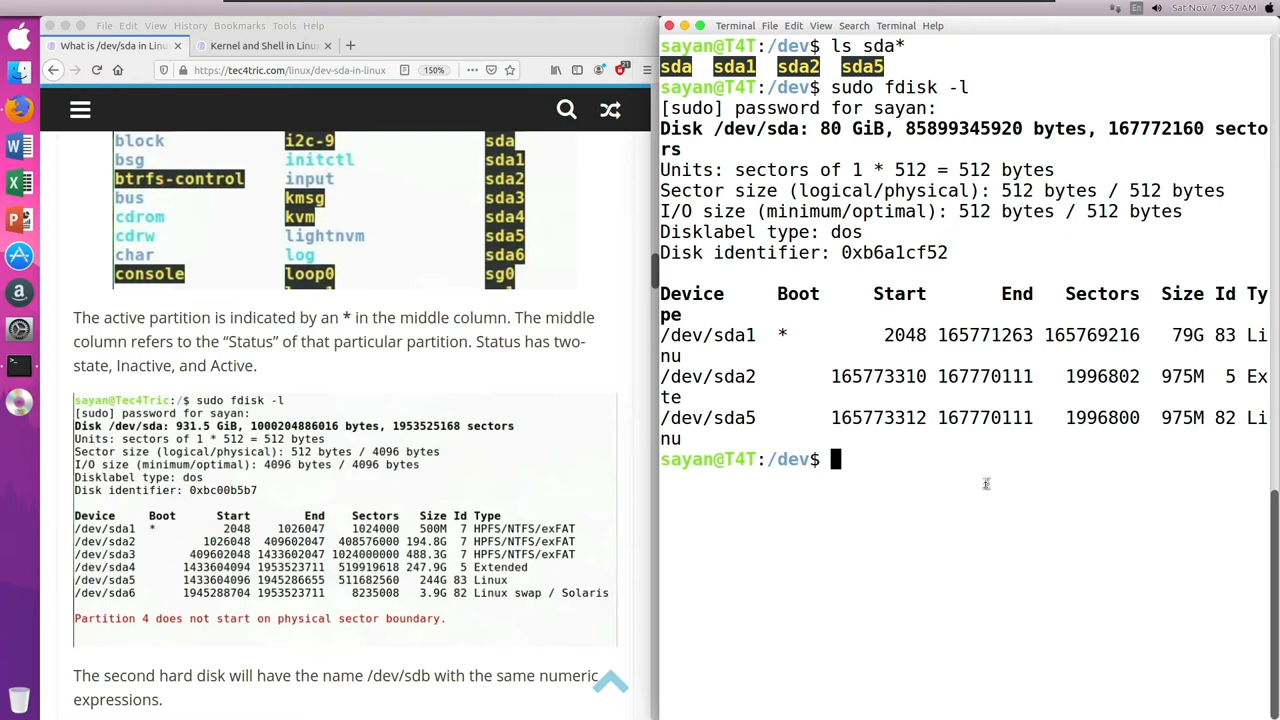 Terminal File Edit View Search Terminal Help
En
Sat Nov 7 9:57 AM
File Edit View History Bookmarks Tools Help
What is /dev/sda in Linu
Kernel and Shell in Linux
https://tec4tric.com/linux/dev-sda-in-linux
150%
21
block i2c-9 sda
bsg initctl sda1
btrfs-control input sda2
bus kmsg sda3
cdrom kvm sda4
cdrw lightnvm sda5
char log sda6
console loop0 sg0
The active partition is indicated by an * in the middle column. The middle
column refers to the “Status” of that particular partition. Status has two-
state, Inactive, and Active.
sayan@Tec4Tric:/$ sudo fdisk -l
[sudo] password for sayan:
Disk /dev/sda: 931.5 GiB, 1000204886016 bytes, 1953525168 sectors
Units: sectors of 1 * 512 = 512 bytes
Sector size (logical/physical): 512 bytes / 4096 bytes
I/O size (minimum/optimal): 4096 bytes / 4096 bytes
Disklabel type: dos
Disk identifier: 0xbc00b5b7
Device Boot Start End Sectors Size Id Type
/dev/sda1 * 2048 1026047 1024000 500M 7 HPFS/NTFS/exFAT
/dev/sda2 1026048 409602047 408576000 194.8G 7 HPFS/NTFS/exFAT
/dev/sda3 409602048 1433602047 1024000000 488.3G 7 HPFS/NTFS/exFAT
/dev/sda4 1433604094 1953523711 519919618 247.9G 5 Extended
/dev/sda5 1433604096 1945286655 511682560 244G 83 Linux
/dev/sda6 1945288704 1953523711 8235008 3.9G 82 Linux swap / Solaris
Partition 4 does not start on physical sector boundary.
The second hard disk will have the name /dev/sdb with the same numeric
expressions.
sayan@T4T:/dev$ ls sda*
sda sda1 sda2 sda5
sayan@T4T:/dev$ sudo fdisk -l
[sudo] password for sayan:
Disk /dev/sda: 80 GiB, 85899345920 bytes, 167772160 secto
rs
Units: sectors of 1 * 512 = 512 bytes
Sector size (logical/physical): 512 bytes / 512 bytes
I/O size (minimum/optimal): 512 bytes / 512 bytes
Disklabel type: dos
Disk identifier: 0xb6a1cf52
Device Boot Start End Sectors Size Id Ty
pe
/dev/sda1 * 2048 165771263 165769216 79G 83 Li
nu
/dev/sda2 165773310 167770111 1996802 975M 5 Ex
te
/dev/sda5 165773312 167770111 1996800 975M 82 Li
nu
sayan@T4T:/dev$